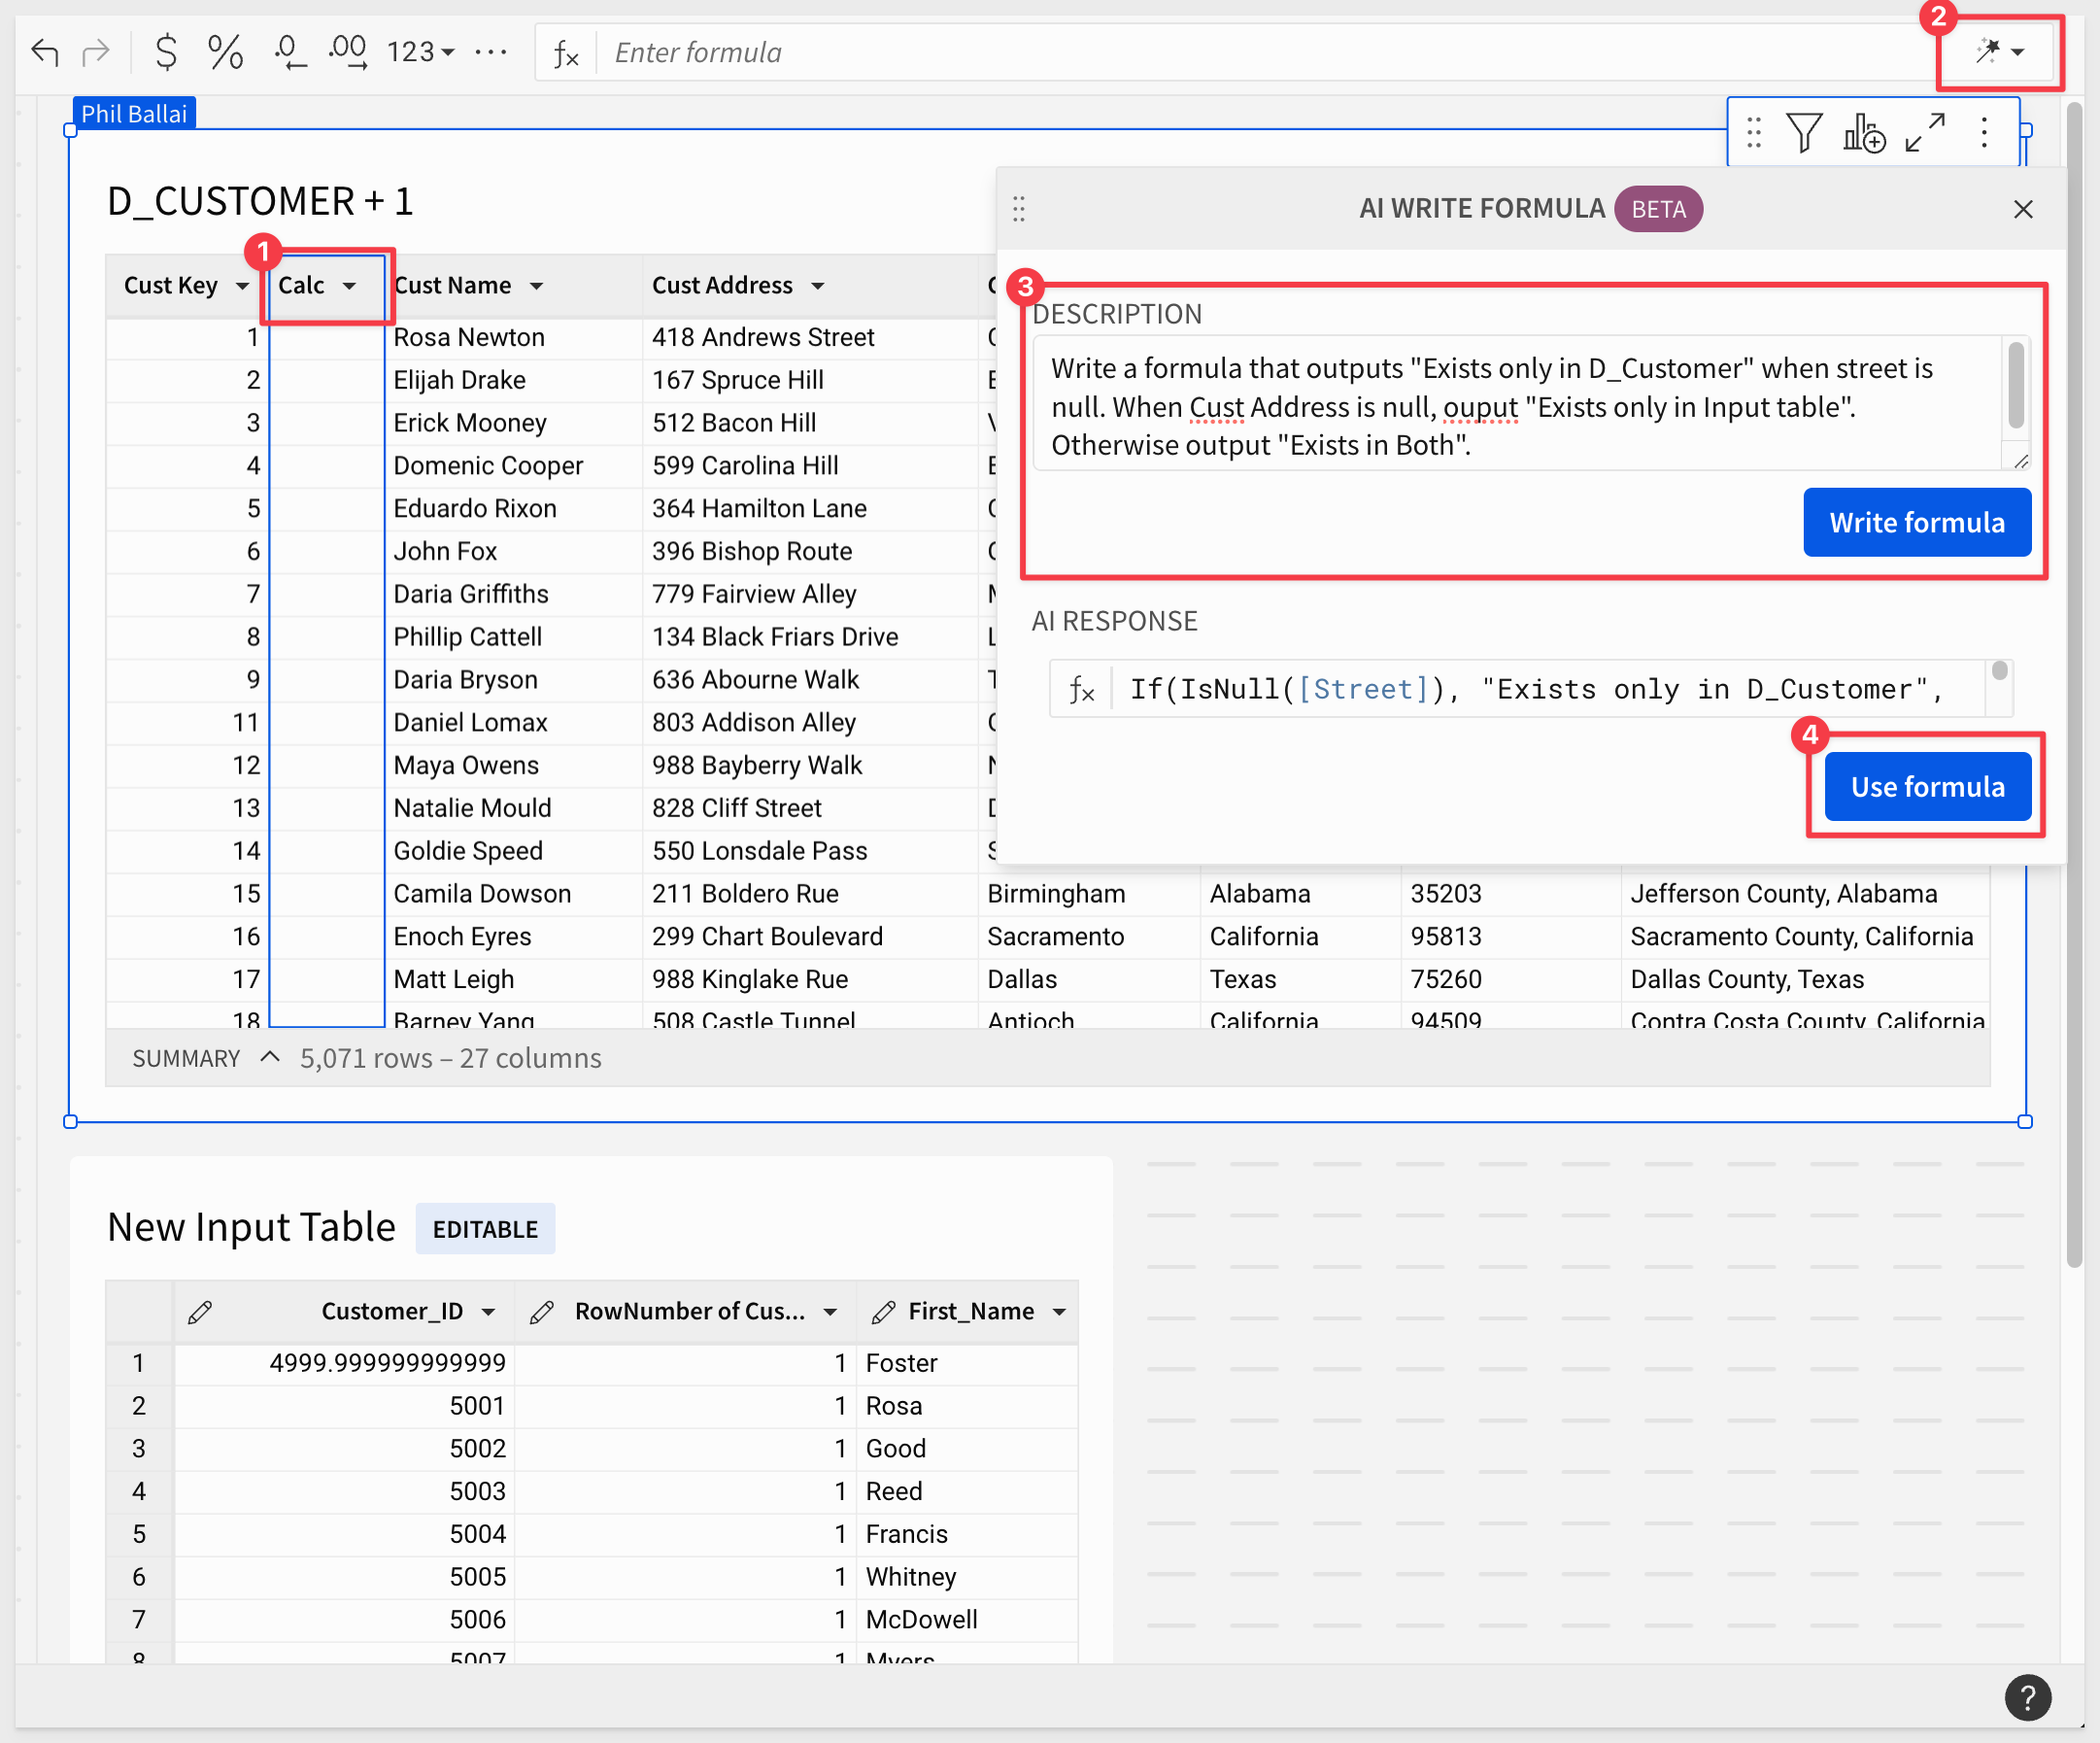 $ % .0 .00 123 ... fx Enter formula 2
Phil Ballai
D_CUSTOMER + 1
1
Cust Key Calc Cust Name Cust Address
1 Rosa Newton 418 Andrews Street
2 Elijah Drake 167 Spruce Hill
3 Erick Mooney 512 Bacon Hill
4 Domenic Cooper 599 Carolina Hill
5 Eduardo Rixon 364 Hamilton Lane
6 John Fox 396 Bishop Route
7 Daria Griffiths 779 Fairview Alley
8 Phillip Cattell 134 Black Friars Drive
9 Daria Bryson 636 Abourne Walk
11 Daniel Lomax 803 Addison Alley
12 Maya Owens 988 Bayberry Walk
13 Natalie Mould 828 Cliff Street
14 Goldie Speed 550 Lonsdale Pass
15 Camila Dowson 211 Boldero Rue Birmingham Alabama 35203 Jefferson County, Alabama
16 Enoch Eyres 299 Chart Boulevard Sacramento California 95813 Sacramento County, California
17 Matt Leigh 988 Kinglake Rue Dallas Texas 75260 Dallas County, Texas
18 Barney Yang 508 Castle Tunnel Antioch California 94509 Contra Costa County, California
SUMMARY 5,071 rows – 27 columns
AI WRITE FORMULA BETA
3
DESCRIPTION
Write a formula that outputs "Exists only in D_Customer" when street is
null. When Cust Address is null, ouput "Exists only in Input table".
Otherwise output "Exists in Both".
Write formula
AI RESPONSE
fx If(IsNull([Street]), "Exists only in D_Customer",
4
Use formula
New Input Table EDITABLE
Customer_ID RowNumber of Cus... First_Name
1 4999.999999999999 1 Foster
2 5001 1 Rosa
3 5002 1 Good
4 5003 1 Reed
5 5004 1 Francis
6 5005 1 Whitney
7 5006 1 McDowell
8 5007 1 Myers
?